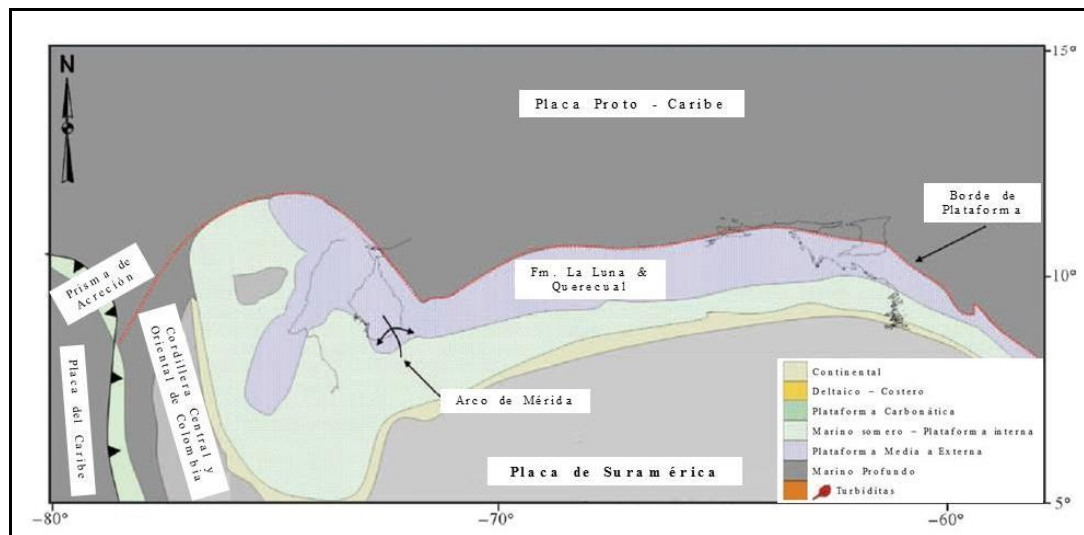 N
15°
Placa Proto - Caribe
Borde de
Plataforma
Fm. La Luna &
Querecual
10°
Prisma de
Acreción
Cordillera Central y
Oriental de Colombia
Placa del Caribe
Arco de Mérida
Placa de Suramérica
Continental
Deltaico – Costero
Plataforma Carbonática
Marino somero – Plataforma interna
Plataforma Media a Externa
Marino Profundo
Turbiditas
5°
−80°
−70°
−60°